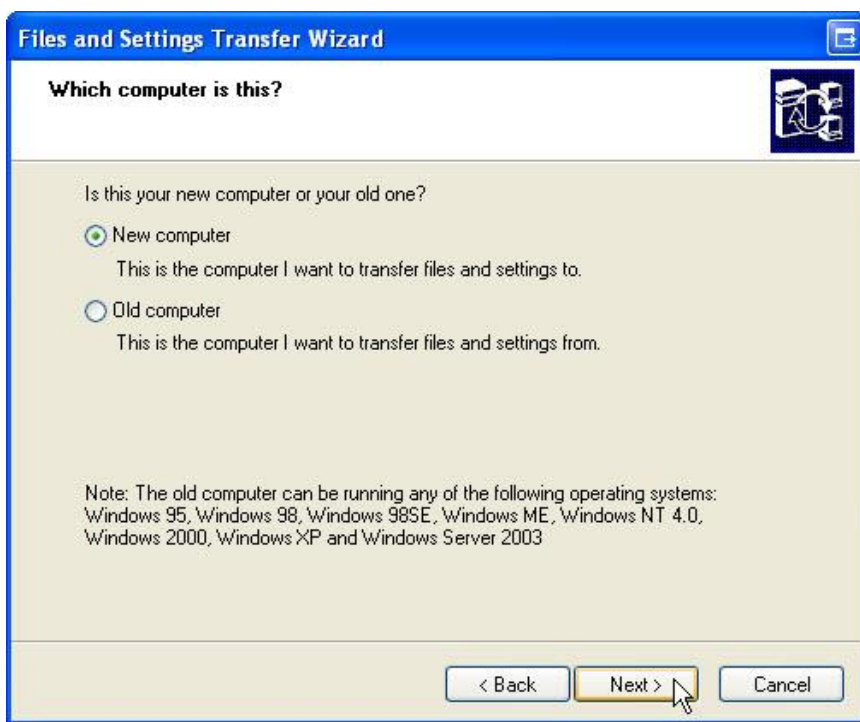 Files and Settings Transfer Wizard
Which computer is this?
Is this your new computer or your old one?
New computer
This is the computer I want to transfer files and settings to.
Old computer
This is the computer I want to transfer files and settings from.
Note: The old computer can be running any of the following operating systems:
Windows 95, Windows 98, Windows 98SE, Windows ME, Windows NT 4.0,
Windows 2000, Windows XP and Windows Server 2003
< Back Next > Cancel